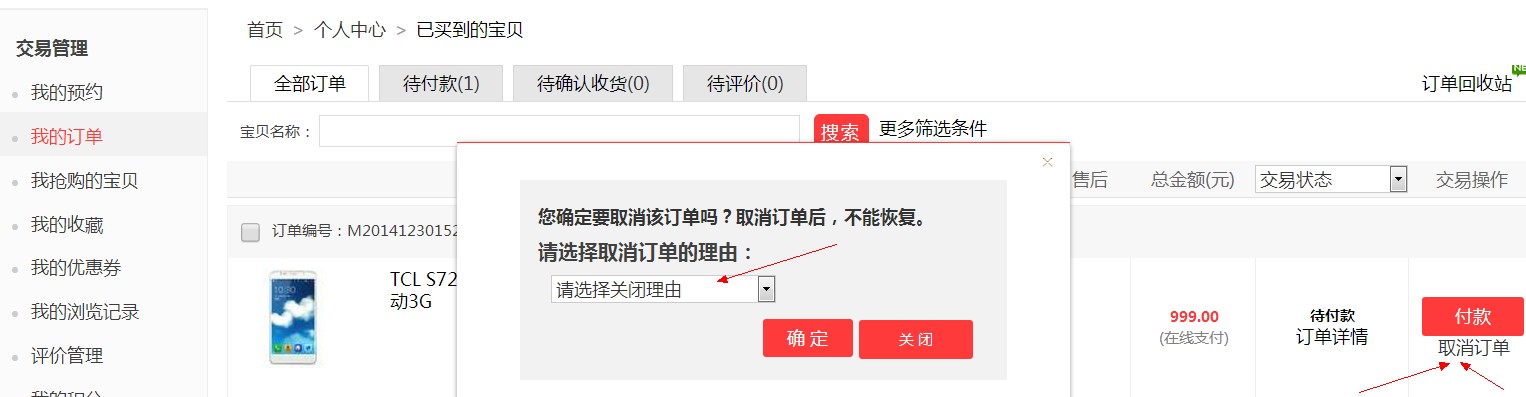 首页 > 个人中心 > 已买到的宝贝
交易管理
我的预约
我的订单
我抢购的宝贝
我的收藏
我的优惠券
我的浏览记录
评价管理
全部订单 待付款(1) 待确认收货(0) 待评价(0) 订单回收站
宝贝名称： 搜索 更多筛选条件
售后 总金额(元) 交易状态 交易操作
订单编号：M20141230152
TCL S72
动3G
您确定要取消该订单吗？取消订单后，不能恢复。
请选择取消订单的理由：
请选择关闭理由
确 定 关 闭
999.00
(在线支付)
待付款
订单详情
付款
取消订单